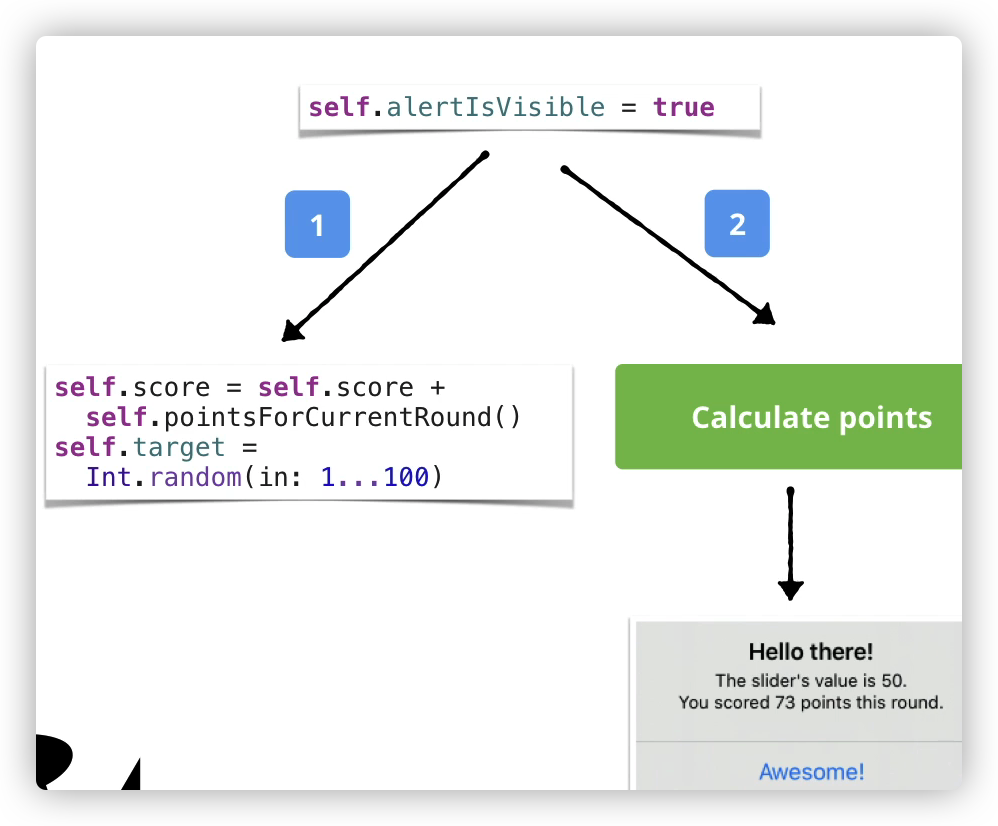 self.alertIsVisible = true
1
2
self.score = self.score +
self.pointsForCurrentRound()
self.target =
Int.random(in: 1...100)
Calculate points
Hello there!
The slider's value is 50.
You scored 73 points this round.
Awesome!